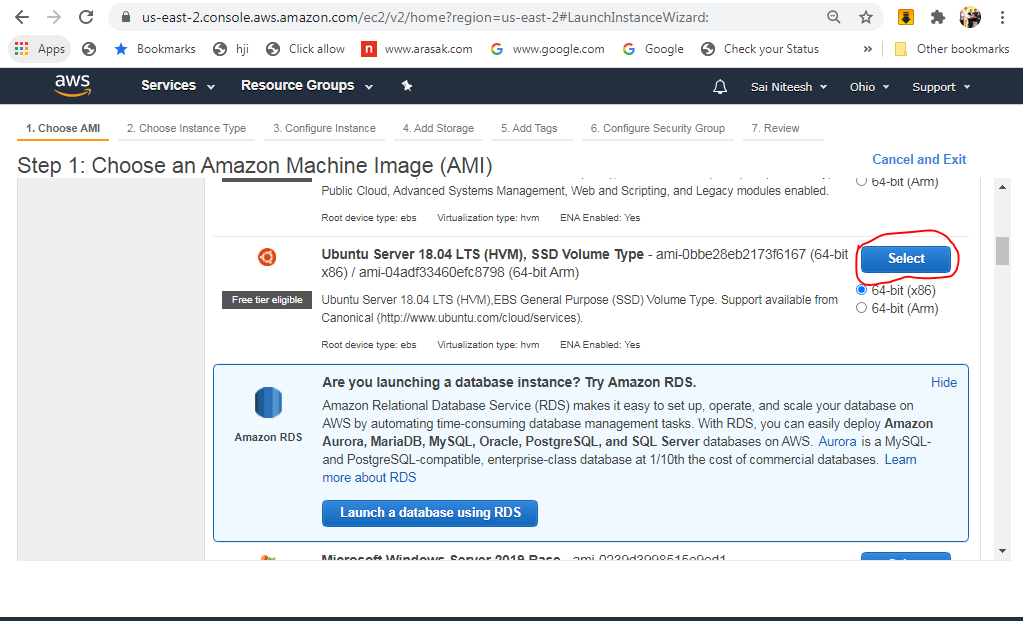 us-east-2.console.aws.amazon.com/ec2/v2/home?region=us-east-2#LaunchInstanceWizard:
Apps Bookmarks hji Click allow n www.arasak.com www.google.com Google Check your Status » Other bookmarks
aws Services Resource Groups Sai Niteesh Ohio Support
1. Choose AMI 2. Choose Instance Type 3. Configure Instance 4. Add Storage 5. Add Tags 6. Configure Security Group 7. Review
Step 1: Choose an Amazon Machine Image (AMI) Cancel and Exit
Public Cloud, Advanced Systems Management, Web and Scripting, and Legacy modules enabled. 64-bit (Arm)
Root device type: ebs Virtualization type: hvm ENA Enabled: Yes
Ubuntu Server 18.04 LTS (HVM), SSD Volume Type - ami-0bbe28eb2173f6167 (64-bit
x86) / ami-04adf33460efc8798 (64-bit Arm)
Select
64-bit (x86)
64-bit (Arm)
Free tier eligible
Ubuntu Server 18.04 LTS (HVM),EBS General Purpose (SSD) Volume Type. Support available from
Canonical (http://www.ubuntu.com/cloud/services).
Root device type: ebs Virtualization type: hvm ENA Enabled: Yes
Are you launching a database instance? Try Amazon RDS. Hide
Amazon RDS
Amazon Relational Database Service (RDS) makes it easy to set up, operate, and scale your database on
AWS by automating time-consuming database management tasks. With RDS, you can easily deploy Amazon
Aurora, MariaDB, MySQL, Oracle, PostgreSQL, and SQL Server databases on AWS. Aurora is a MySQL-
and PostgreSQL-compatible, enterprise-class database at 1/10th the cost of commercial databases. Learn
more about RDS
Launch a database using RDS
Microsoft Windows Server 2019 Base